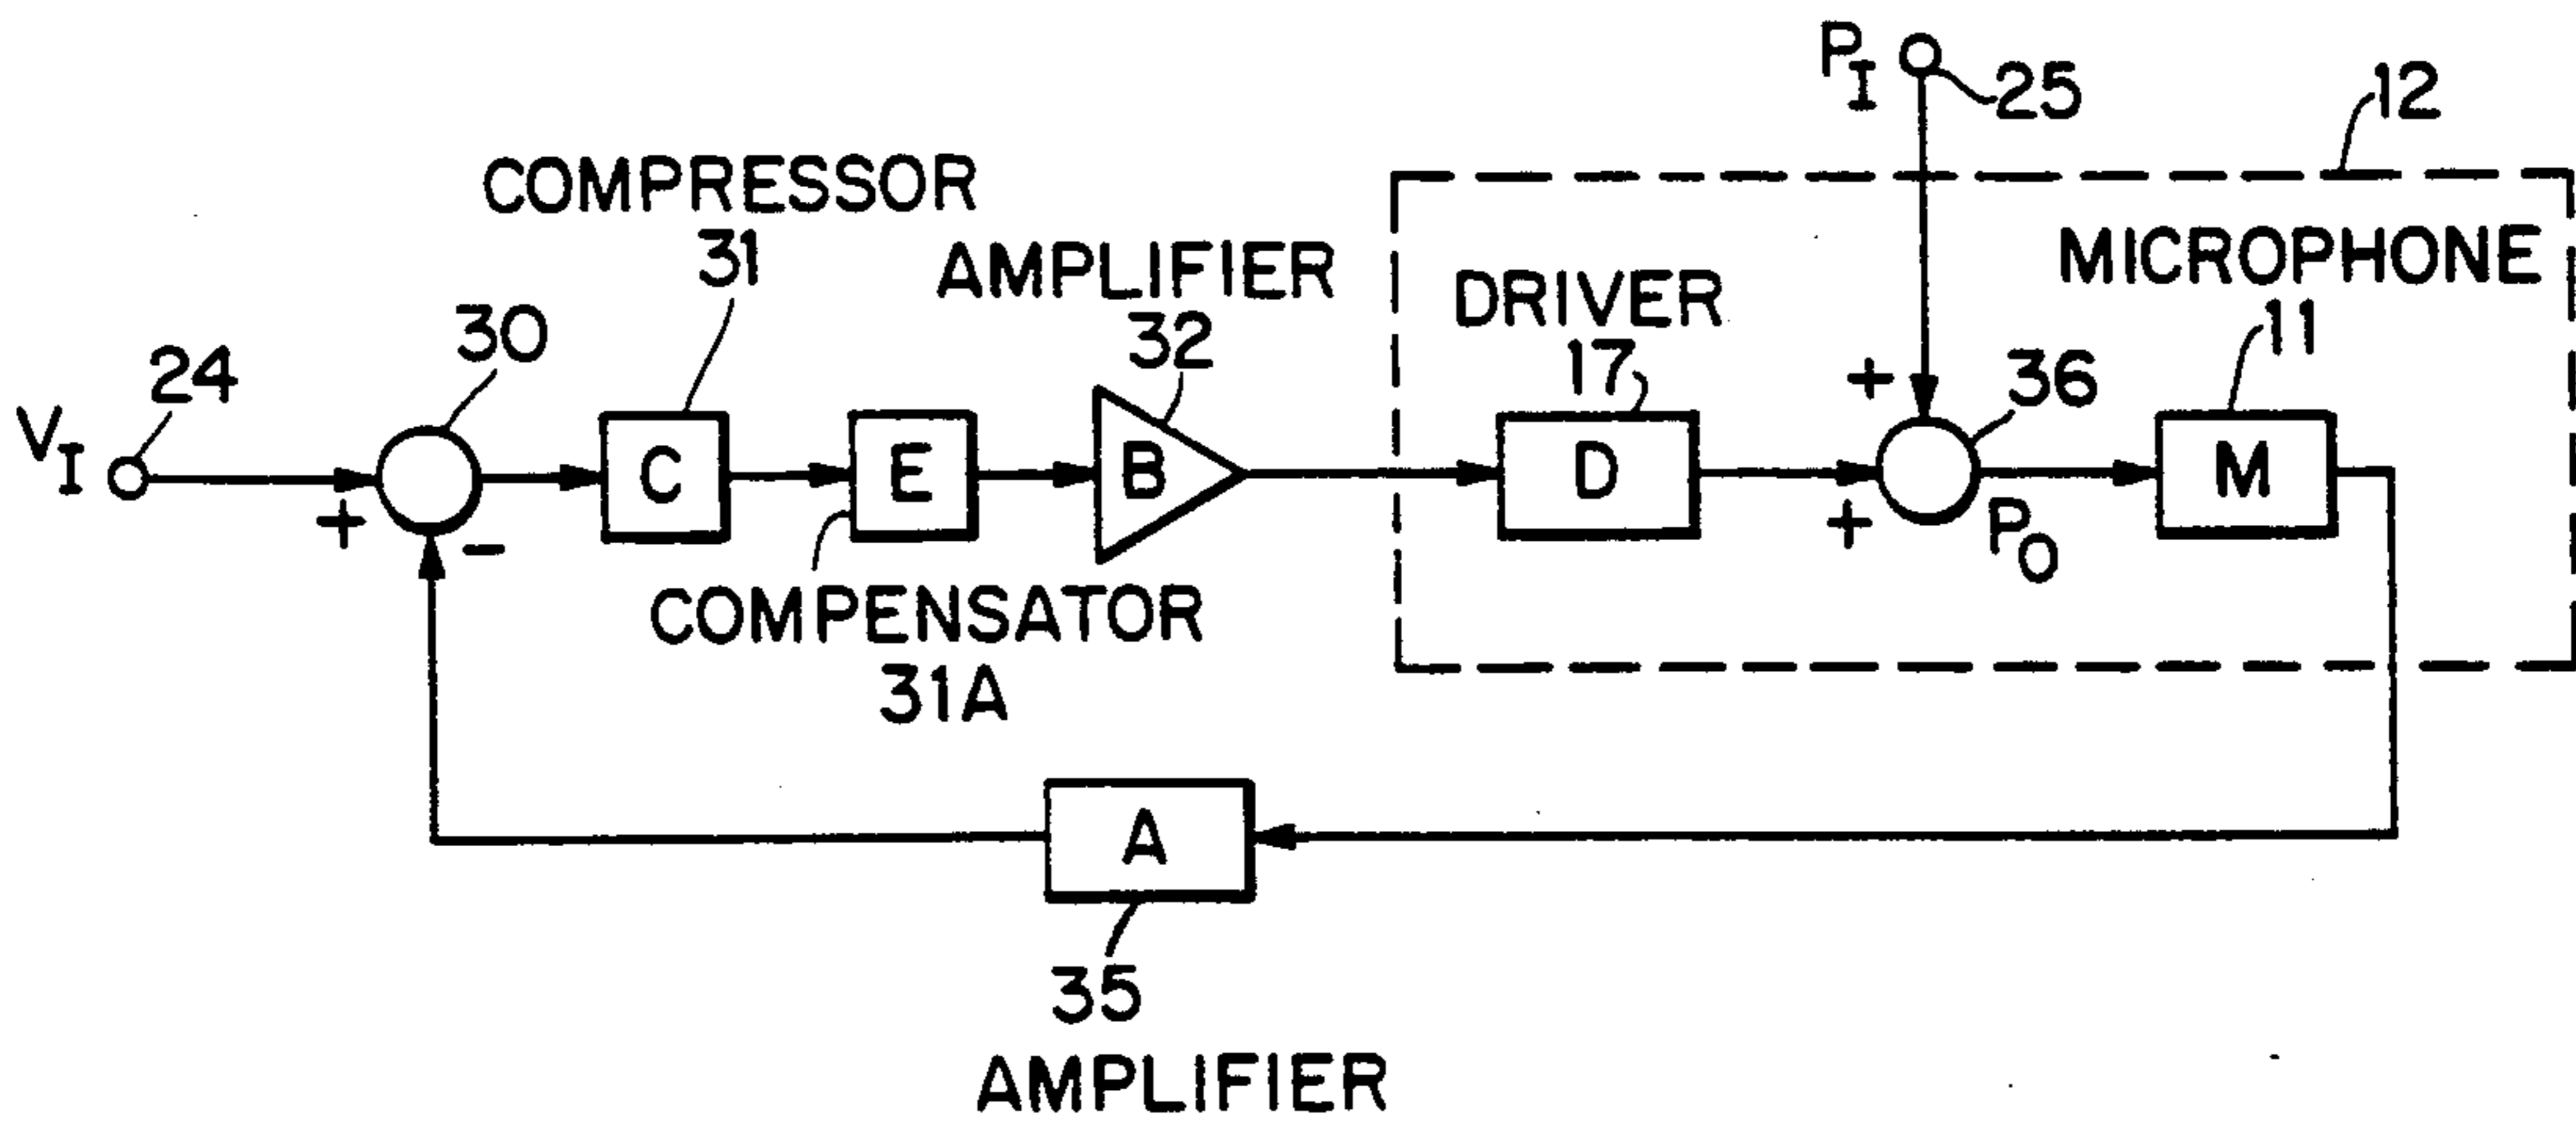 P_I
25
12
COMPRESSOR
31
AMPLIFIER
32
MICROPHONE
11
DRIVER
17
30
24
36
V_I
+
-
C
E
B
D
+
+
P_O
M
COMPENSATOR
31A
A
35
AMPLIFIER